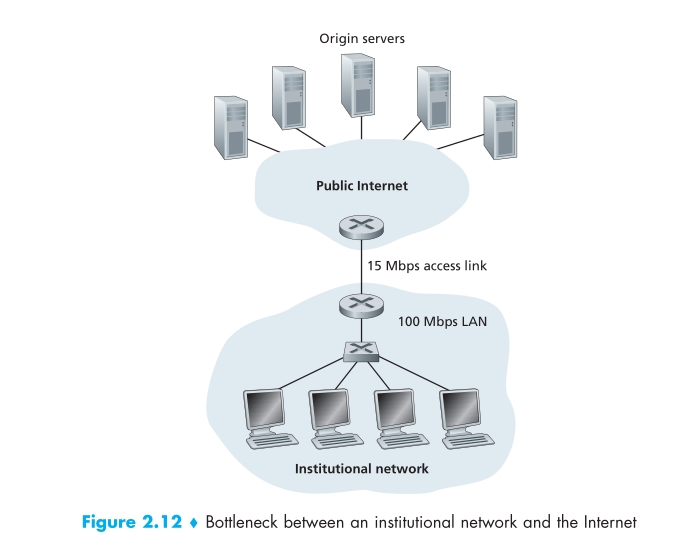 Origin servers
Public Internet
15 Mbps access link
100 Mbps LAN
Institutional network
Figure 2.12 ♦ Bottleneck between an institutional network and the Internet